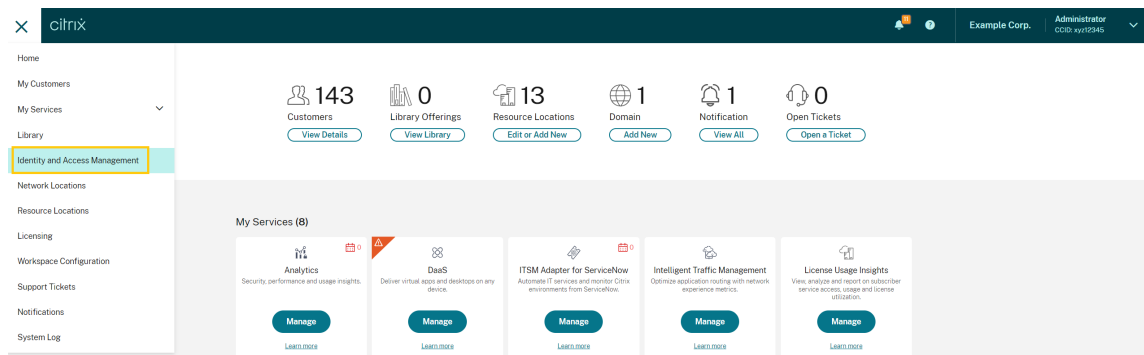 citrix
11
Example Corp.
Administrator
CCID: xyz12345
Home
My Customers
My Services
Library
Identity and Access Management
Network Locations
Resource Locations
Licensing
Workspace Configuration
Support Tickets
Notifications
System Log
143
Customers
View Details
0
Library Offerings
View Library
13
Resource Locations
Edit or Add New
1
Domain
Add New
1
Notification
View All
0
Open Tickets
Open a Ticket
My Services (8)
0
Analytics
Security, performance and usage insights.
Manage
Learn more
DaaS
Deliver virtual apps and desktops on any
device.
Manage
Learn more
0
ITSM Adapter for ServiceNow
Automate IT services and monitor Citrix
environments from ServiceNow.
Manage
Learn more
Intelligent Traffic Management
Optimize application routing with network
experience metrics.
Manage
Learn more
License Usage Insights
View, analyze and report on subscriber
service access, usage and license
utilization.
Manage
Learn more